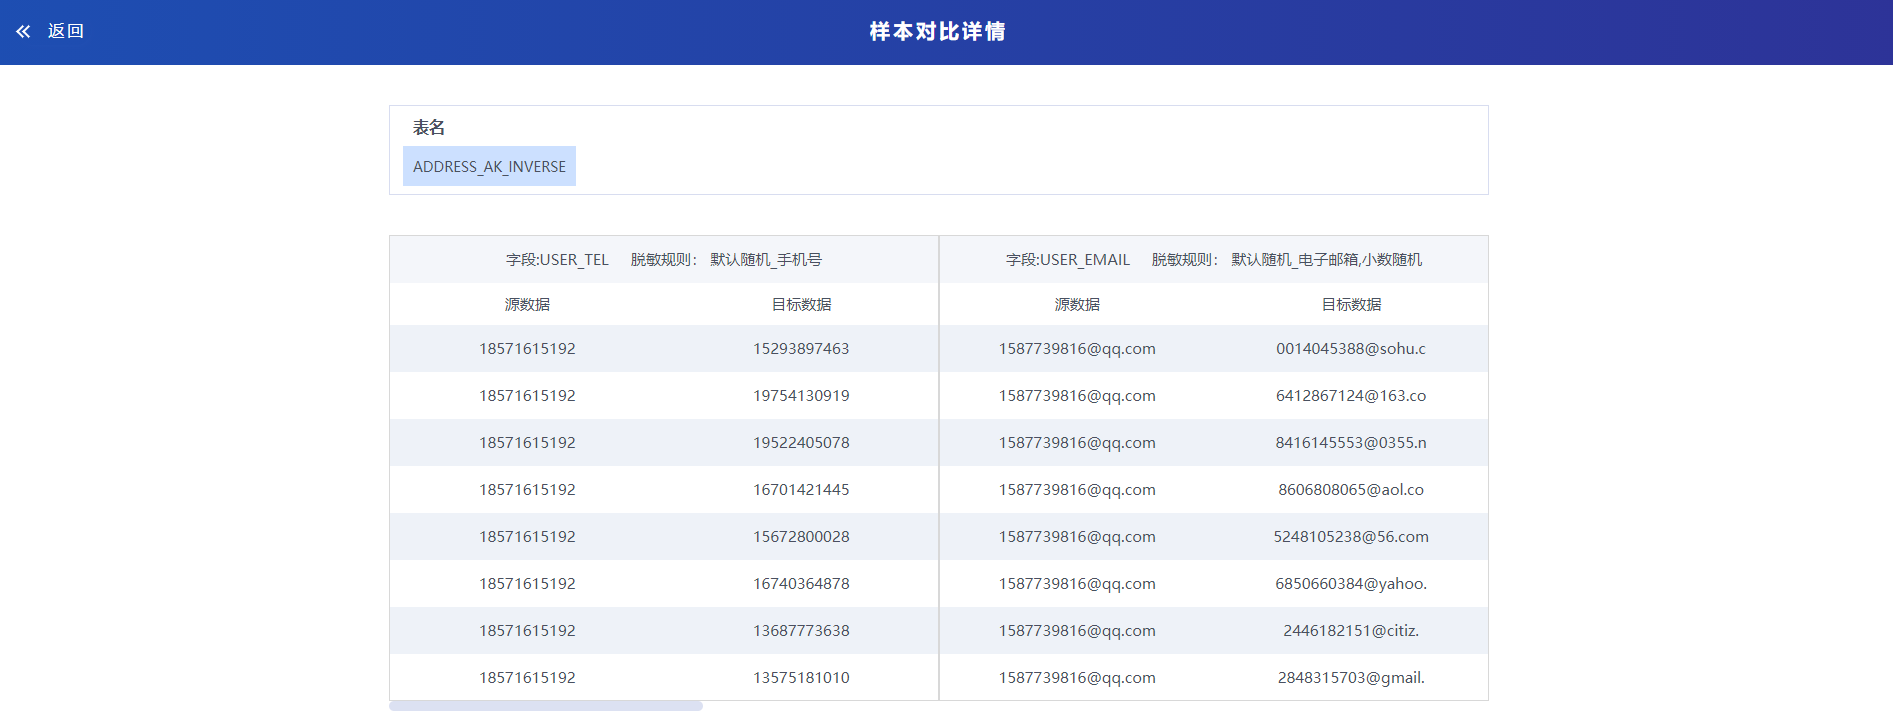 返回
样本对比详情
表名
ADDRESS_AK_INVERSE
字段:USER_TEL 脱敏规则： 默认随机_手机号 字段:USER_EMAIL 脱敏规则： 默认随机_电子邮箱,小数随机
源数据 目标数据 源数据 目标数据
18571615192 15293897463 1587739816@qq.com 0014045388@sohu.c
18571615192 19754130919 1587739816@qq.com 6412867124@163.co
18571615192 19522405078 1587739816@qq.com 8416145553@0355.n
18571615192 16701421445 1587739816@qq.com 8606808065@aol.co
18571615192 15672800028 1587739816@qq.com 5248105238@56.com
18571615192 16740364878 1587739816@qq.com 6850660384@yahoo.
18571615192 13687773638 1587739816@qq.com 2446182151@citiz.
18571615192 13575181010 1587739816@qq.com 2848315703@gmail.